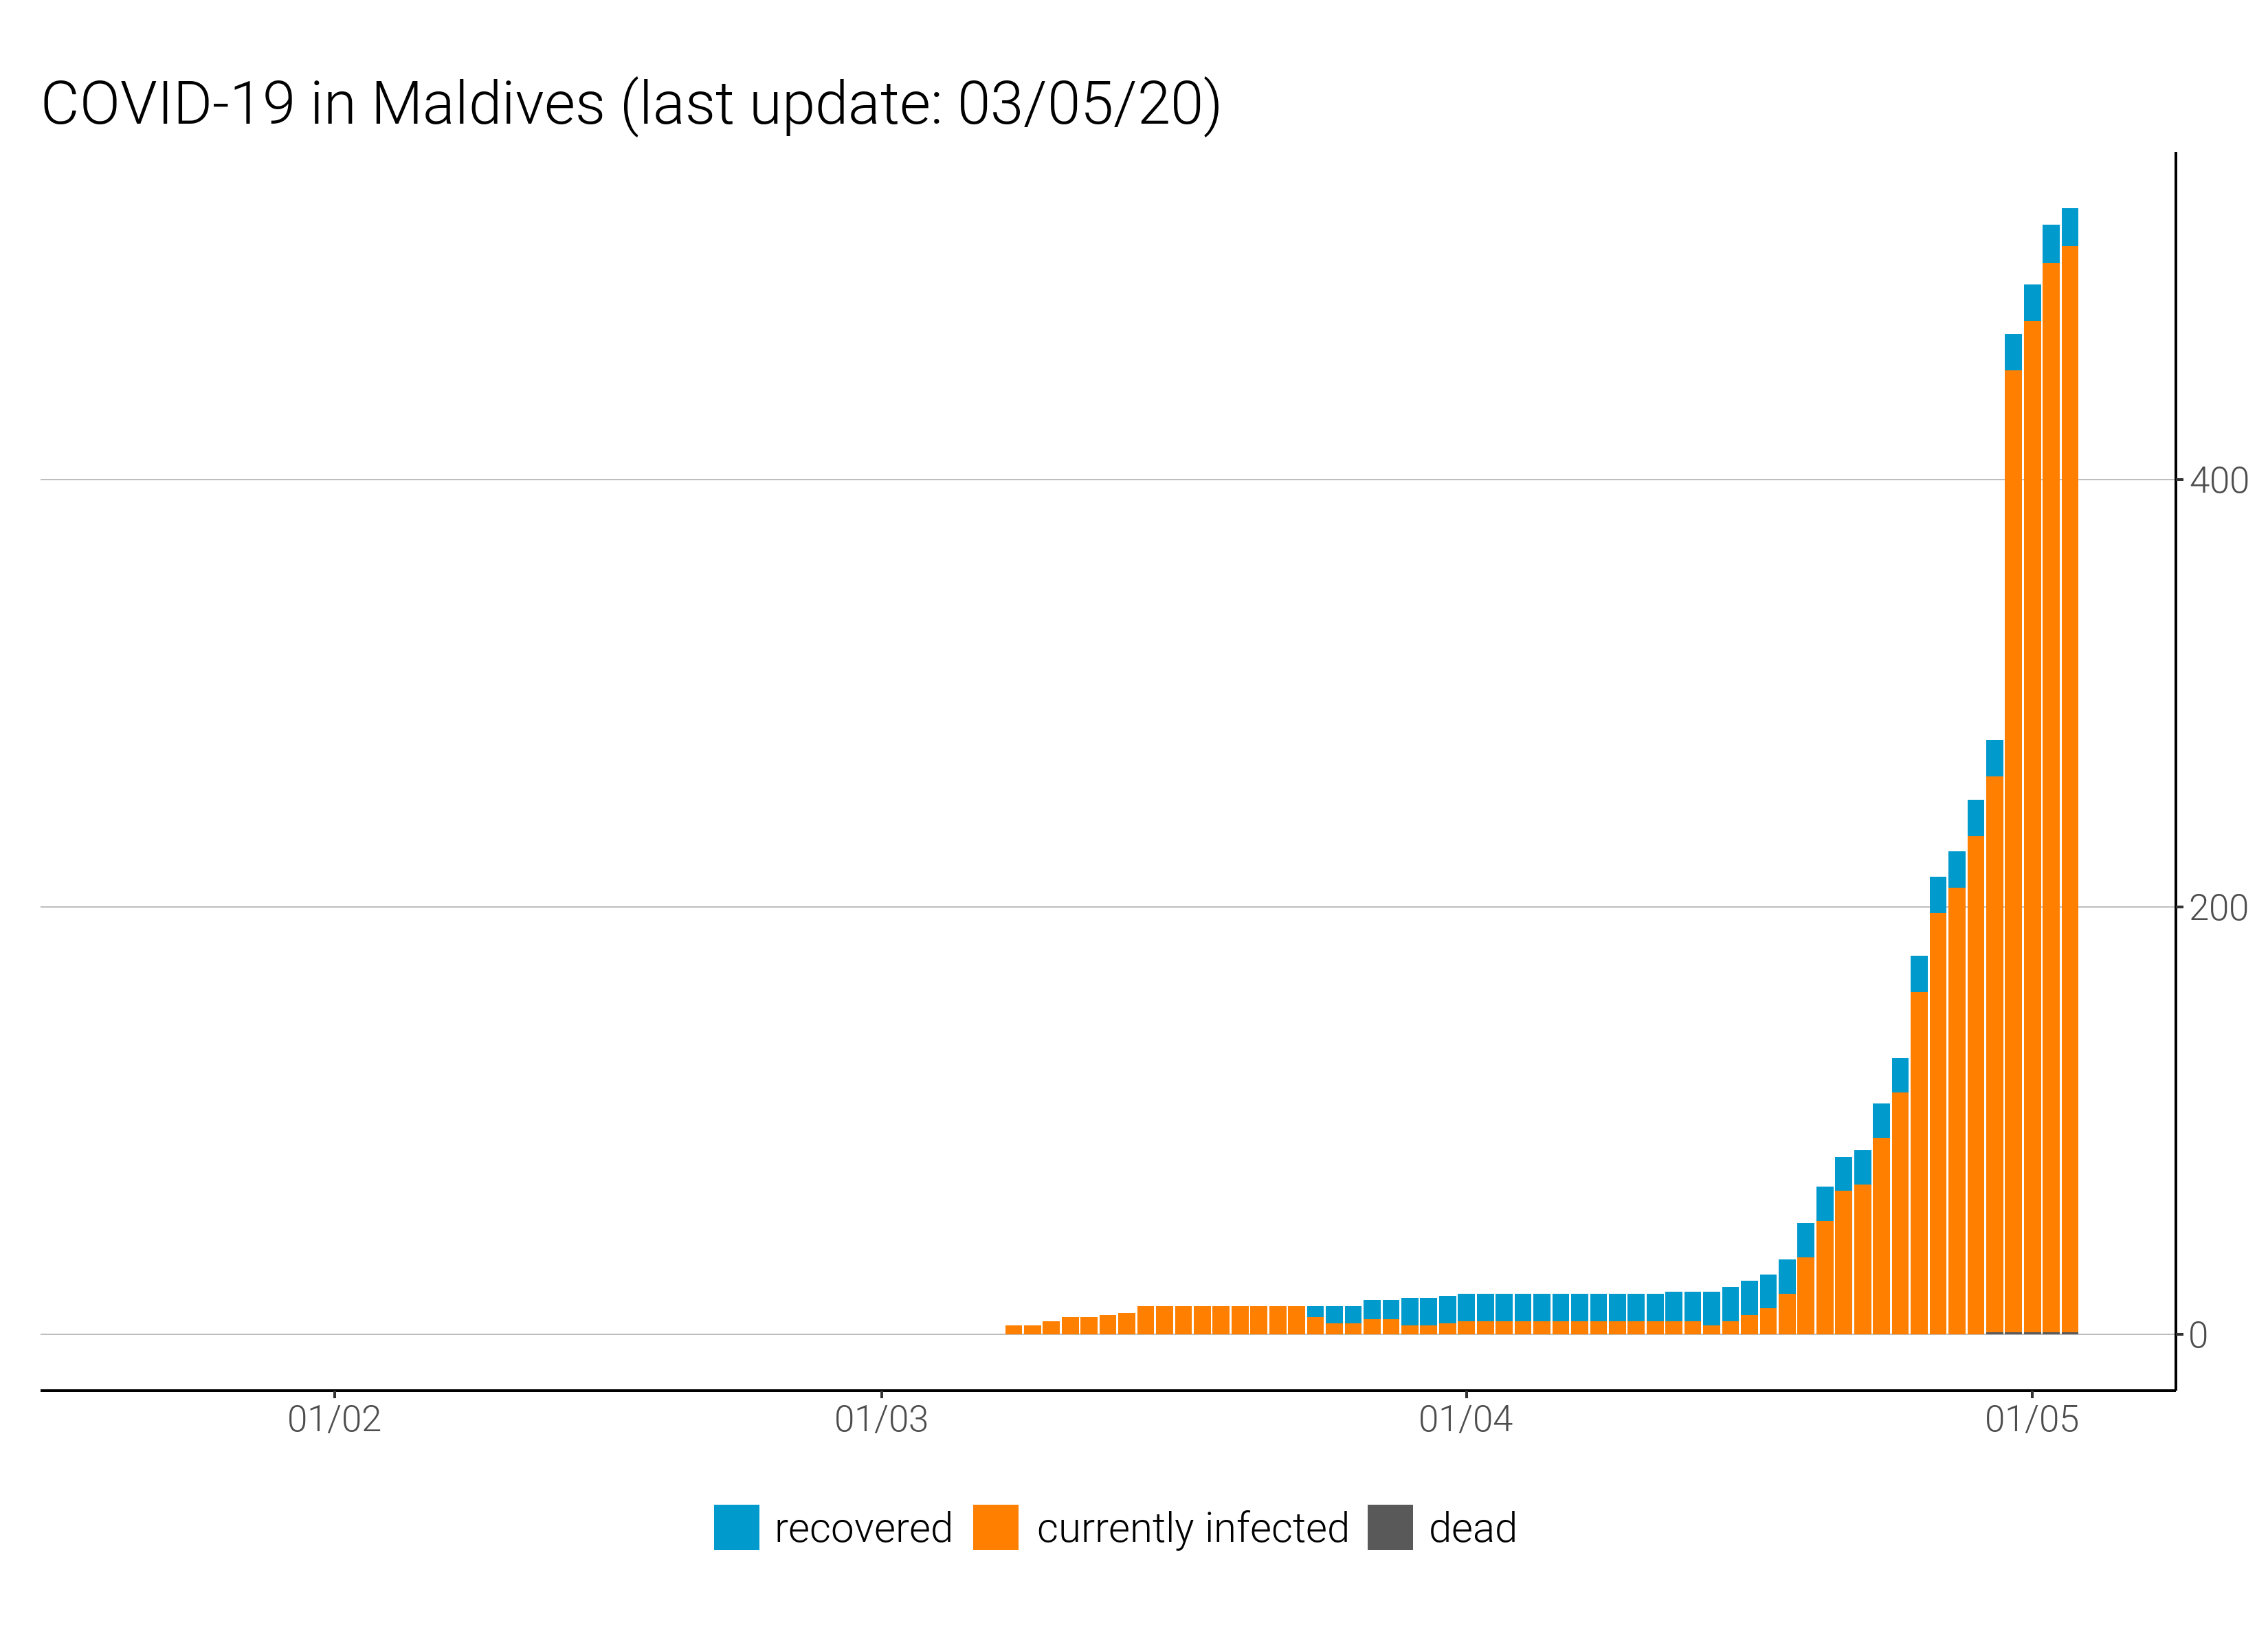 COVID-19 in Maldives (last update: 03/05/20)
400
200
0
01/02 01/03 01/04 01/05
recovered currently infected dead